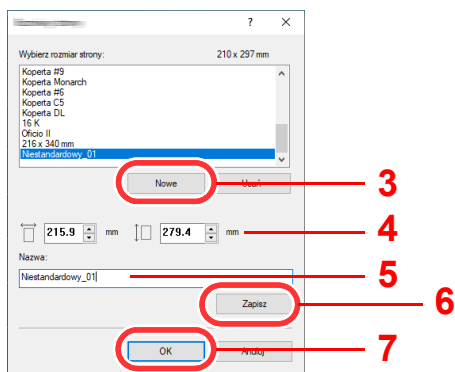 ?
Wybierz rozmiar strony: 210 x 297 mm
Koperta #9
Koperta Monarch
Koperta #6
Koperta C5
Koperta DL
16 K
Oficio II
216 x 340 mm
Niestandardowy_01
Nowe Usuń 3
215.9 mm 279.4 mm 4
Nazwa:
Niestandardowy_01 5
Zapisz 6
OK Anuluj 7